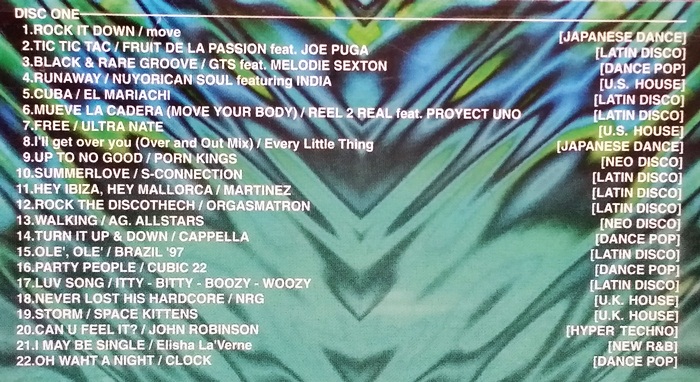 DISC ONE
1.ROCK IT DOWN / move [JAPANESE DANCE]
2.TIC TIC TAC / FRUIT DE LA PASSION feat. JOE PUGA [LATIN DISCO]
3.BLACK & RARE GROOVE / GTS feat. MELODIE SEXTON [DANCE POP]
4.RUNAWAY / NUYORICAN SOUL featuring INDIA [U.S. HOUSE]
5.CUBA / EL MARIACHI [LATIN DISCO]
6.MUEVE LA CADERA (MOVE YOUR BODY) / REEL 2 REAL feat. PROYECT UNO [LATIN DISCO]
7.FREE / ULTRA NATE [U.S. HOUSE]
8.I'll get over you (Over and Out Mix) / Every Little Thing [JAPANESE DANCE]
9.UP TO NO GOOD / PORN KINGS [NEO DISCO]
10.SUMMERLOVE / S-CONNECTION [LATIN DISCO]
11.HEY IBIZA, HEY MALLORCA / MARTINEZ [LATIN DISCO]
12.ROCK THE DISCOTHECH / ORGASMATRON [LATIN DISCO]
13.WALKING / AG. ALLSTARS [NEO DISCO]
14.TURN IT UP & DOWN / CAPPELLA [DANCE POP]
15.OLE', OLE' / BRAZIL '97 [LATIN DISCO]
16.PARTY PEOPLE / CUBIC 22 [DANCE POP]
17.LUV SONG / ITTY - BITTY - BOOZY - WOOZY [LATIN DISCO]
18.NEVER LOST HIS HARDCORE / NRG [U.K. HOUSE]
19.STORM / SPACE KITTENS [U.K. HOUSE]
20.CAN U FEEL IT? / JOHN ROBINSON [HYPER TECHNO]
21.I MAY BE SINGLE / Elisha La'Verne [NEW R&B]
22.OH WAHT A NIGHT / CLOCK [DANCE POP]